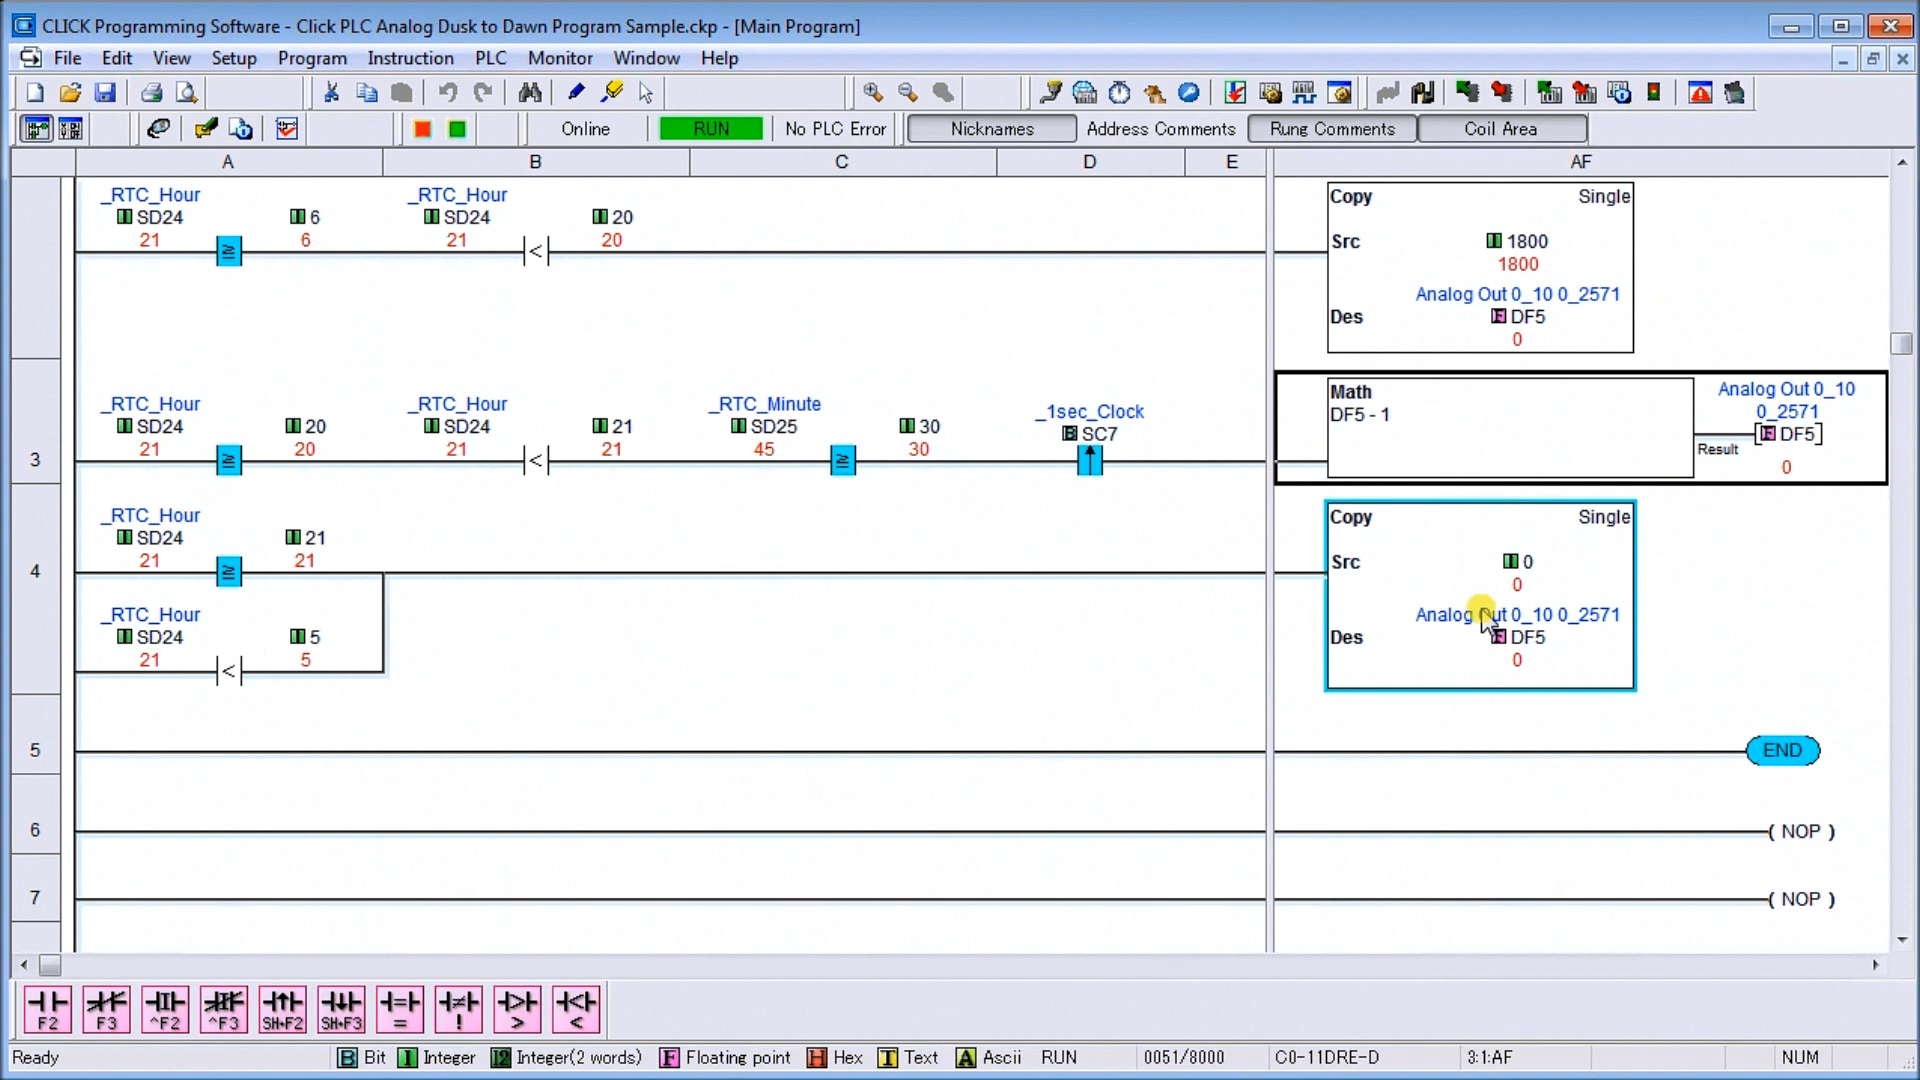 CLICK Programming Software - Click PLC Analog Dusk to Dawn Program Sample.ckp - [Main Program]
File Edit View Setup Program Instruction PLC Monitor Window Help
Online RUN No PLC Error Nicknames Address Comments Rung Comments Coil Area
A B C D E AF
_RTC_Hour _RTC_Hour Copy Single
SD24 6 SD24 20
21 6 21 20
≥ <
Src 1800
1800
Analog Out 0_10 0_2571
Des DF5
0
_RTC_Hour _RTC_Hour _RTC_Minute _1sec_Clock
SD24 20 SD24 21 SD25 30 SC7
21 20 21 21 45 30
3 ≥ < ≥
Math
DF5 - 1
Analog Out 0_10
0_2571
DF5
Result
0
_RTC_Hour
SD24 21
21 21
4 ≥
_RTC_Hour
SD24 5
21 5
<
Copy Single
Src 0
0
Analog Out 0_10 0_2571
Des DF5
0
5 END
6 ( NOP )
7 ( NOP )
F2 F3 ^F2 ^F3 SH+F2 SH+F3 = ! > <
Ready B Bit I Integer I2 Integer(2 words) F Floating point H Hex T Text A Ascii RUN 0051/8000 C0-11DRE-D 3:1:AF NUM